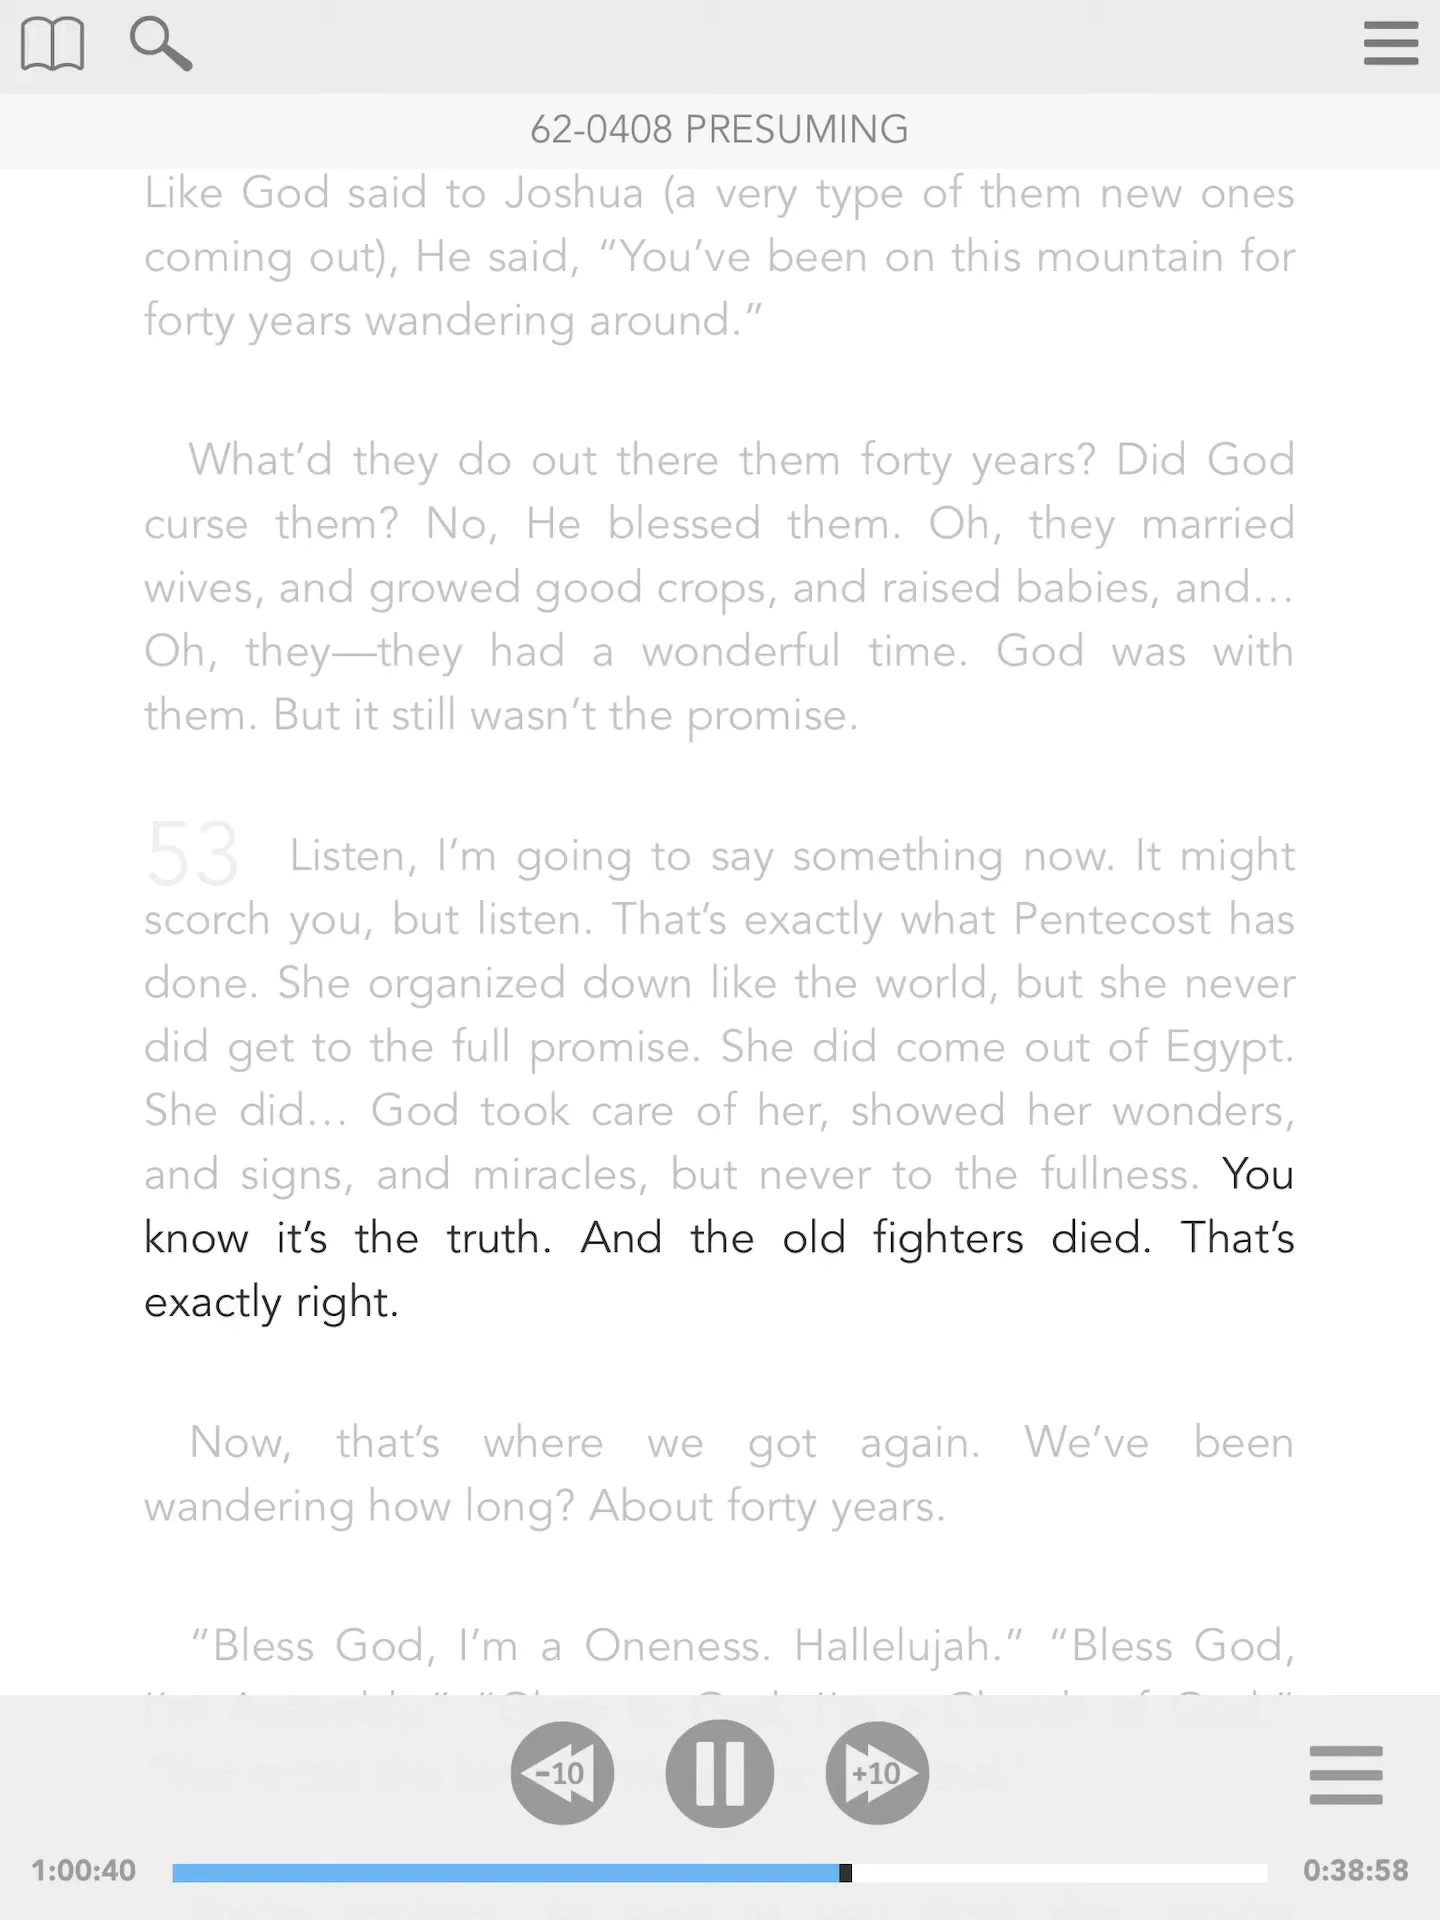 62-0408 PRESUMING
Like God said to Joshua (a very type of them new ones
coming out), He said, “You’ve been on this mountain for
forty years wandering around.”
What’d they do out there them forty years? Did God
curse them? No, He blessed them. Oh, they married
wives, and growed good crops, and raised babies, and…
Oh, they—they had a wonderful time. God was with
them. But it still wasn’t the promise.
53 Listen, I’m going to say something now. It might
scorch you, but listen. That’s exactly what Pentecost has
done. She organized down like the world, but she never
did get to the full promise. She did come out of Egypt.
She did… God took care of her, showed her wonders,
and signs, and miracles, but never to the fullness. You
know it’s the truth. And the old fighters died. That’s
exactly right.
Now, that’s where we got again. We’ve been
wandering how long? About forty years.
“Bless God, I’m a Oneness. Hallelujah.” “Bless God,
-10 +10
1:00:40 0:38:58